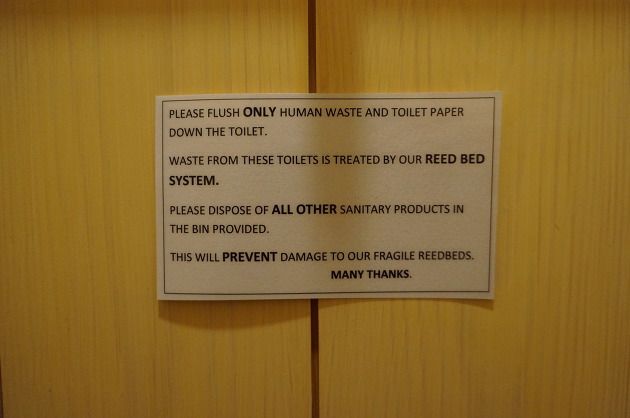 PLEASE FLUSH ONLY HUMAN WASTE AND TOILET PAPER
DOWN THE TOILET.
WASTE FROM THESE TOILETS IS TREATED BY OUR REED BED
SYSTEM.
PLEASE DISPOSE OF ALL OTHER SANITARY PRODUCTS IN
THE BIN PROVIDED.
THIS WILL PREVENT DAMAGE TO OUR FRAGILE REEDBEDS.
MANY THANKS.